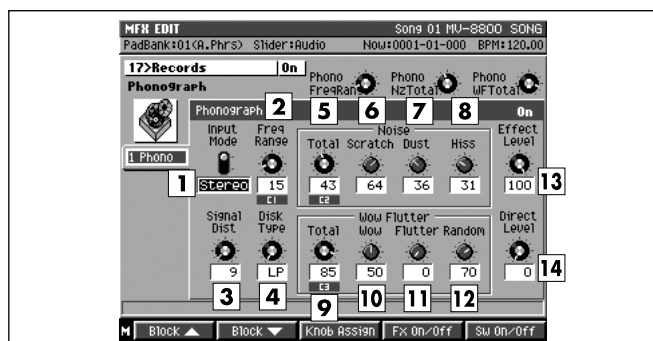 MFX EDIT Song 01 MV-8800 SONG
PadBank:01(A.Phrs) Slider:Audio Now:0001-01-000 BPM:120.00
17>Records On
Phonograph
Phono FreqRan
Phono NZTotal
Phono WFTotal
Phonograph On
2 5 6 7 8
Input Mode
Freq Range
Noise
Total Scratch Dust Hiss
Effect Level
1 Phono
1
Stereo 15 43 64 36 31 100 13
C1 C2
Signal Dist
Disk Type
Wow Flutter
Total Wow Flutter Random
Direct Level
9 LP 85 50 0 70 0 14
C3
3 4 9 10 11 12
M Block ▲ Block ▼ Knob Assign Fx On/Off Sw On/Off